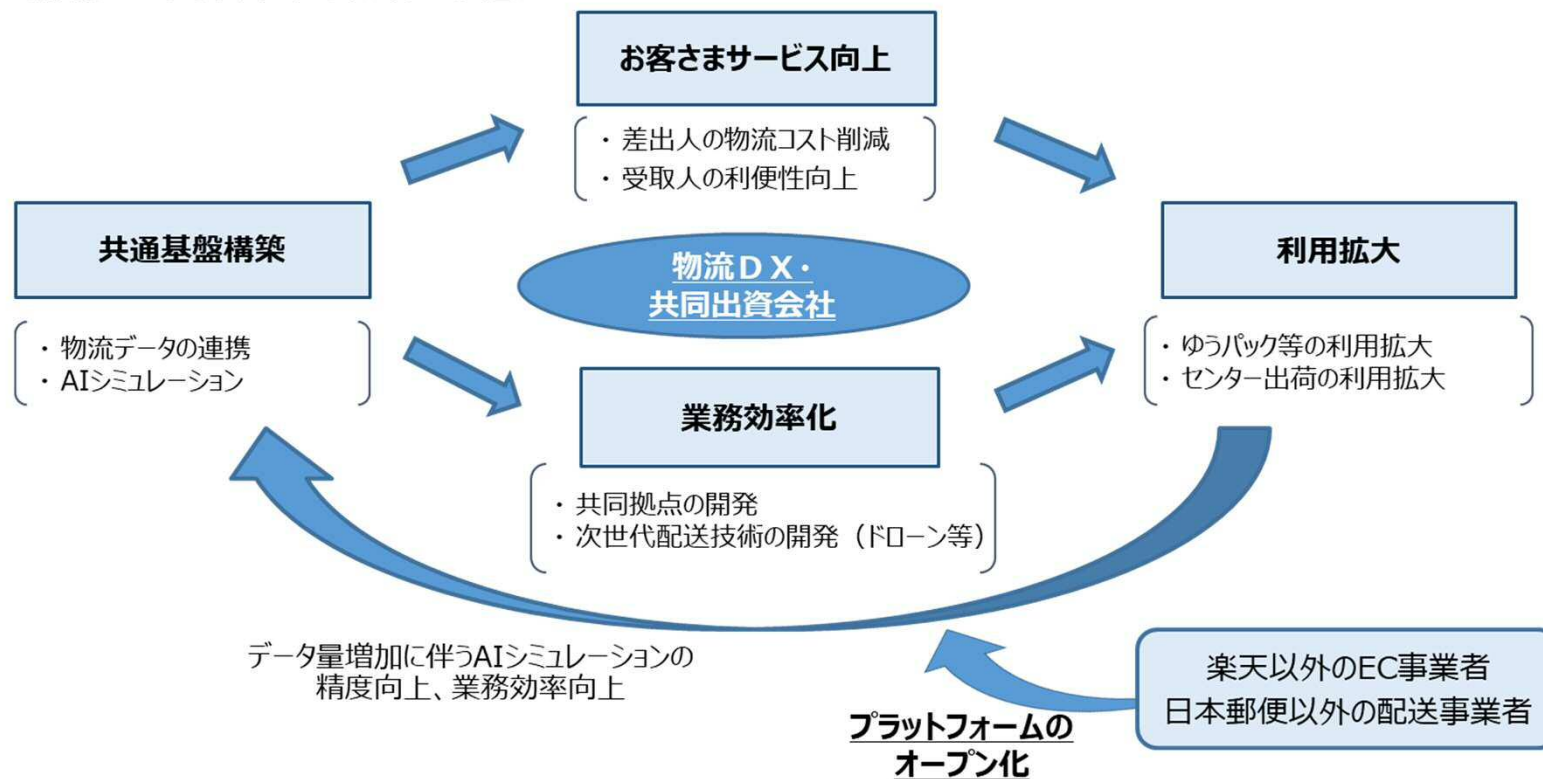 お客さまサービス向上
・ 差出人の物流コスト削減
・ 受取人の利便性向上
共通基盤構築
・ 物流データの連携
・ AIシミュレーション
物流ＤＸ・
共同出資会社
利用拡大
・ ゆうパック等の利用拡大
・ センター出荷の利用拡大
業務効率化
・ 共同拠点の開発
・ 次世代配送技術の開発（ドローン等）
データ量増加に伴うAIシミュレーションの
精度向上、業務効率向上
プラットフォームの
オープン化
楽天以外のEC事業者
日本郵便以外の配送事業者